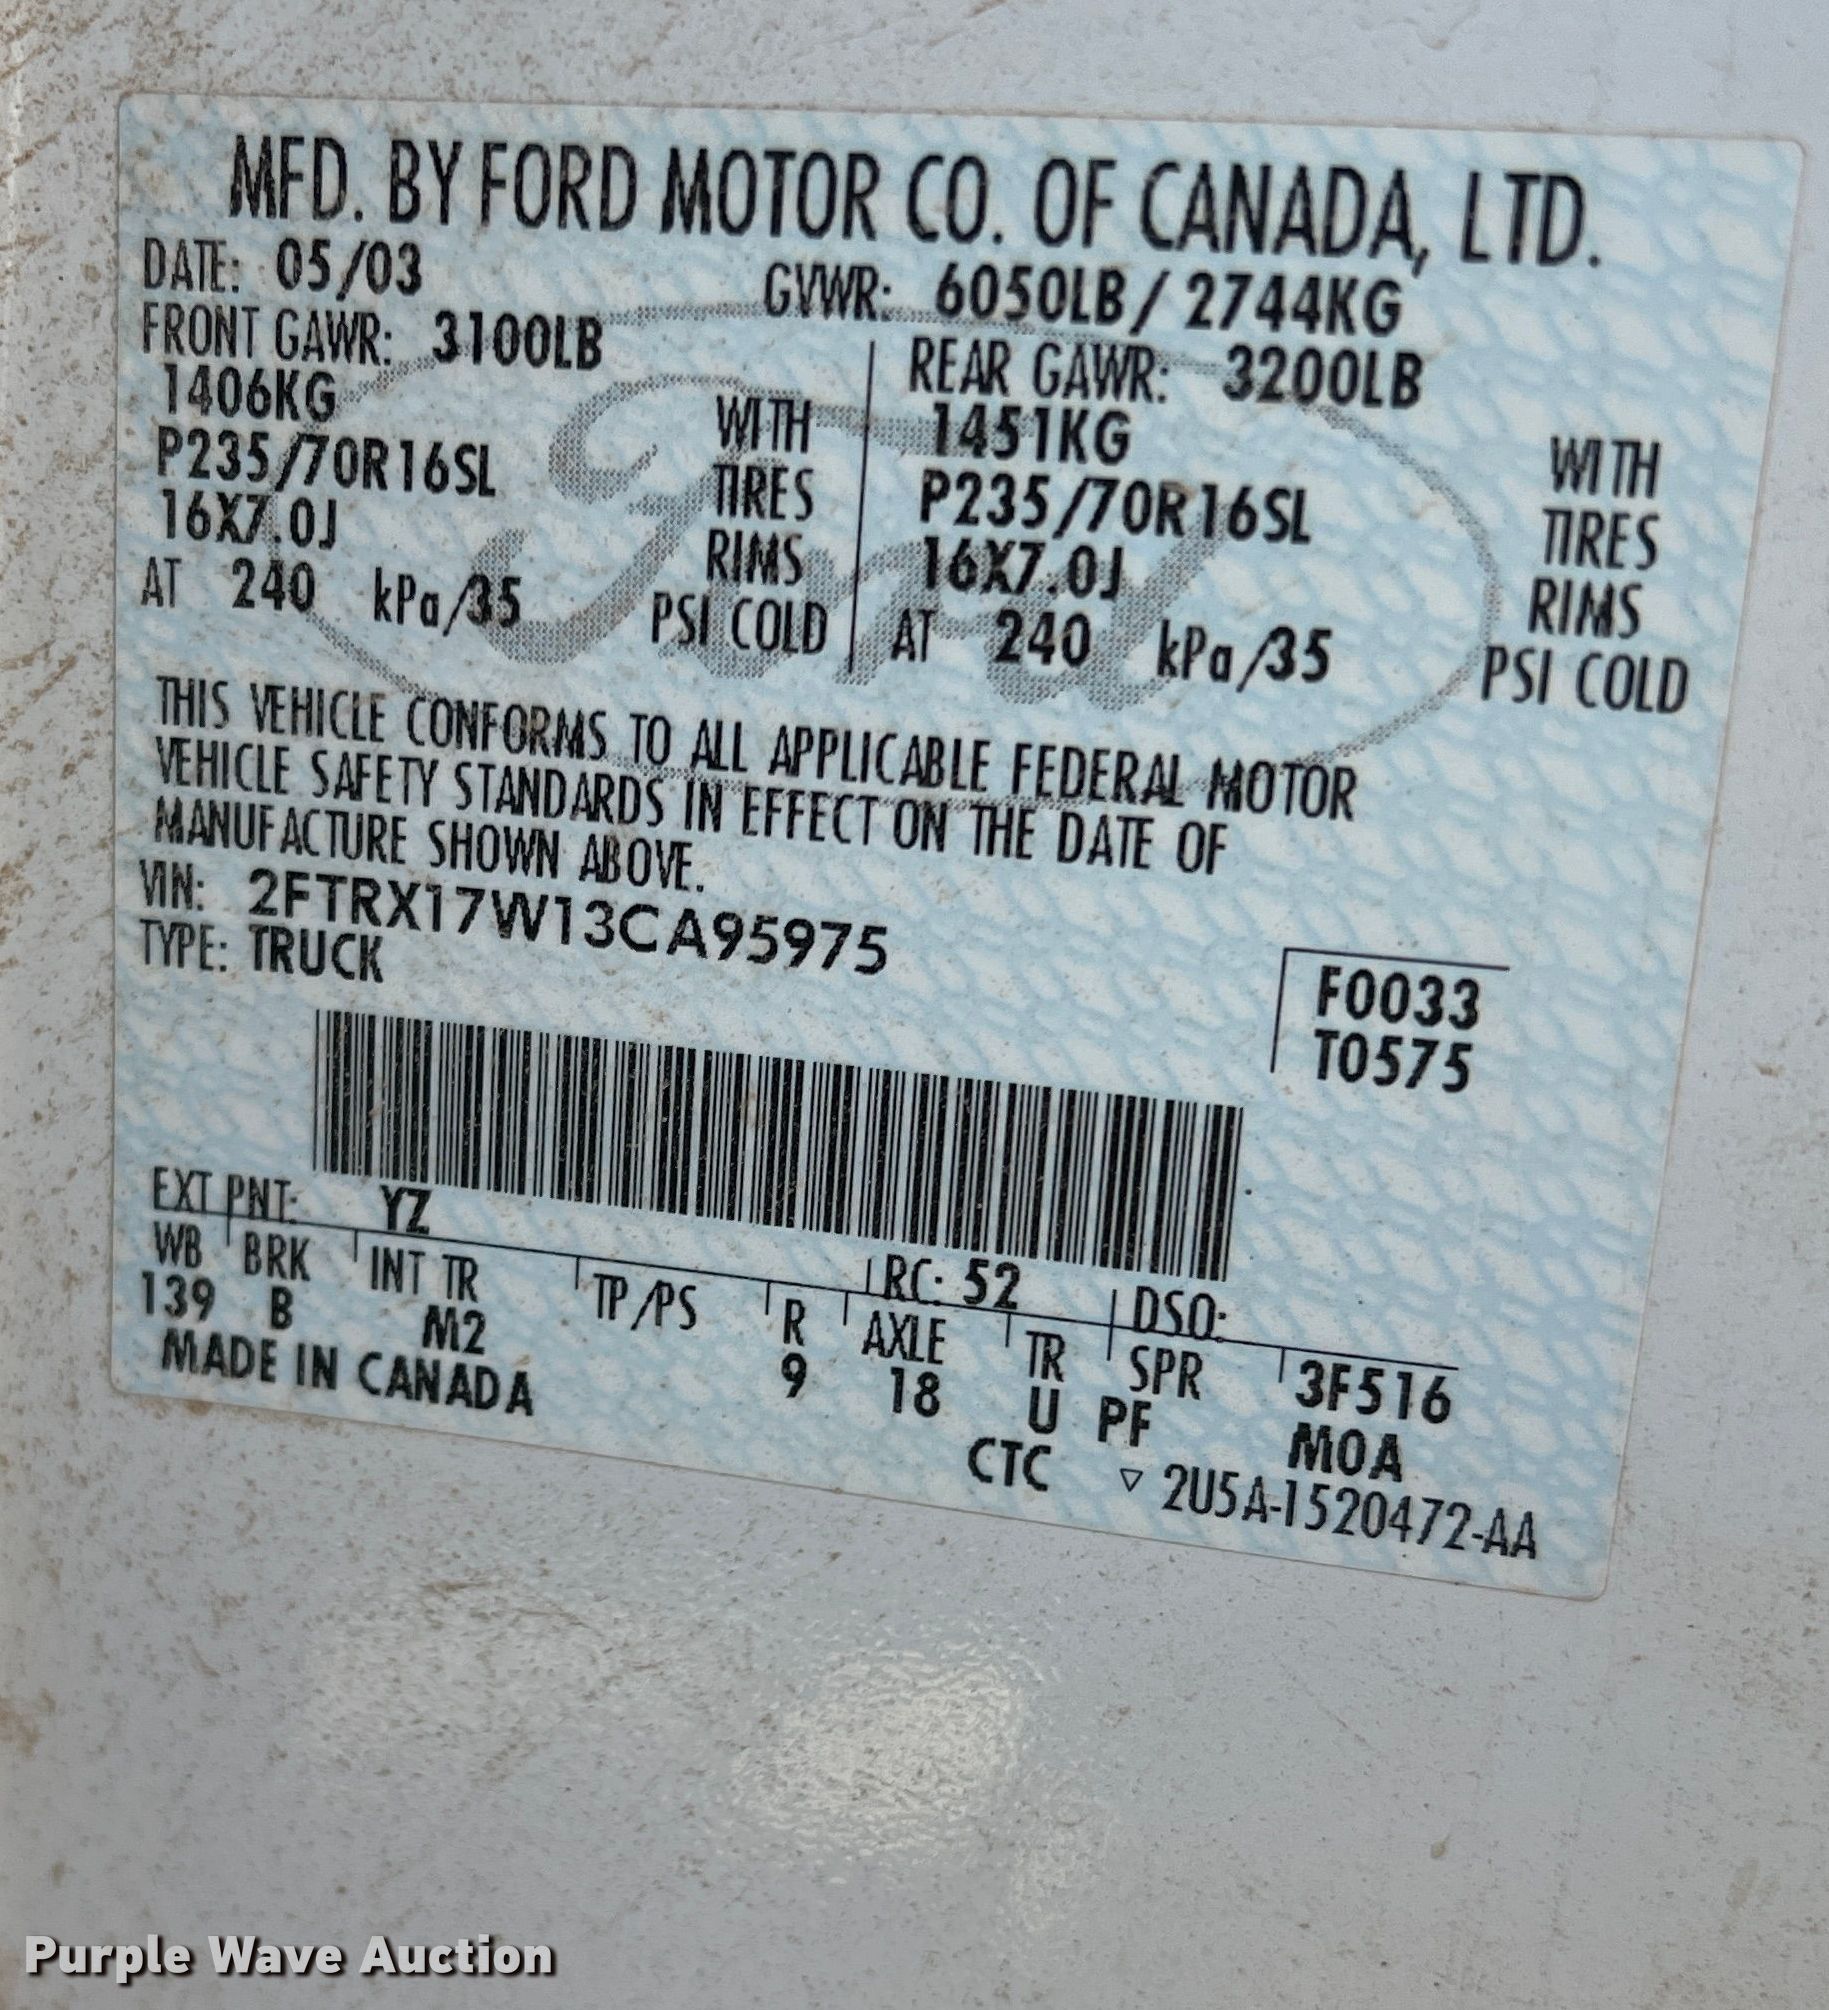 MFD. BY FORD MOTOR CO. OF CANADA, LTD.
DATE: 05/03 GVWR: 6050LB / 2744KG
FRONT GAWR: 3100LB REAR GAWR: 3200LB
1406KG WITH 1451KG WITH
P235/70R16SL TIRES P235/70R16SL TIRES
16X7.0J RIMS 16X7.0J RIMS
AT 240 kPa/35 PSI COLD AT 240 kPa/35 PSI COLD
Ford
THIS VEHICLE CONFORMS TO ALL APPLICABLE FEDERAL MOTOR
VEHICLE SAFETY STANDARDS IN EFFECT ON THE DATE OF
MANUFACTURE SHOWN ABOVE.
VIN: 2FTRX17W13CA95975
TYPE: TRUCK
F0033
T0575
EXT PNT: YZ RC: 52 DSO:
WB BRK INT TR TP/PS R AXLE TR SPR 3F516
139 B M2 9 18 U PF M0A
MADE IN CANADA CTC ▽ 2U5A-1520472-AA
Purple Wave Auction